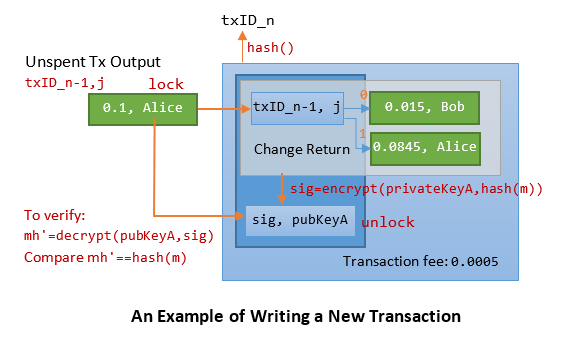 txID_n
hash()
Unspent Tx Output
txID_n-1,j lock
0.1, Alice
txID_n-1, j
0
0.015, Bob
1
Change Return
0.0845, Alice
sig=encrypt(privateKeyA,hash(m))
To verify:
sig, pubKeyA
unlock
mh'=decrypt(pubKeyA,sig)
Compare mh'==hash(m)
Transaction fee: 0.0005
An Example of Writing a New Transaction